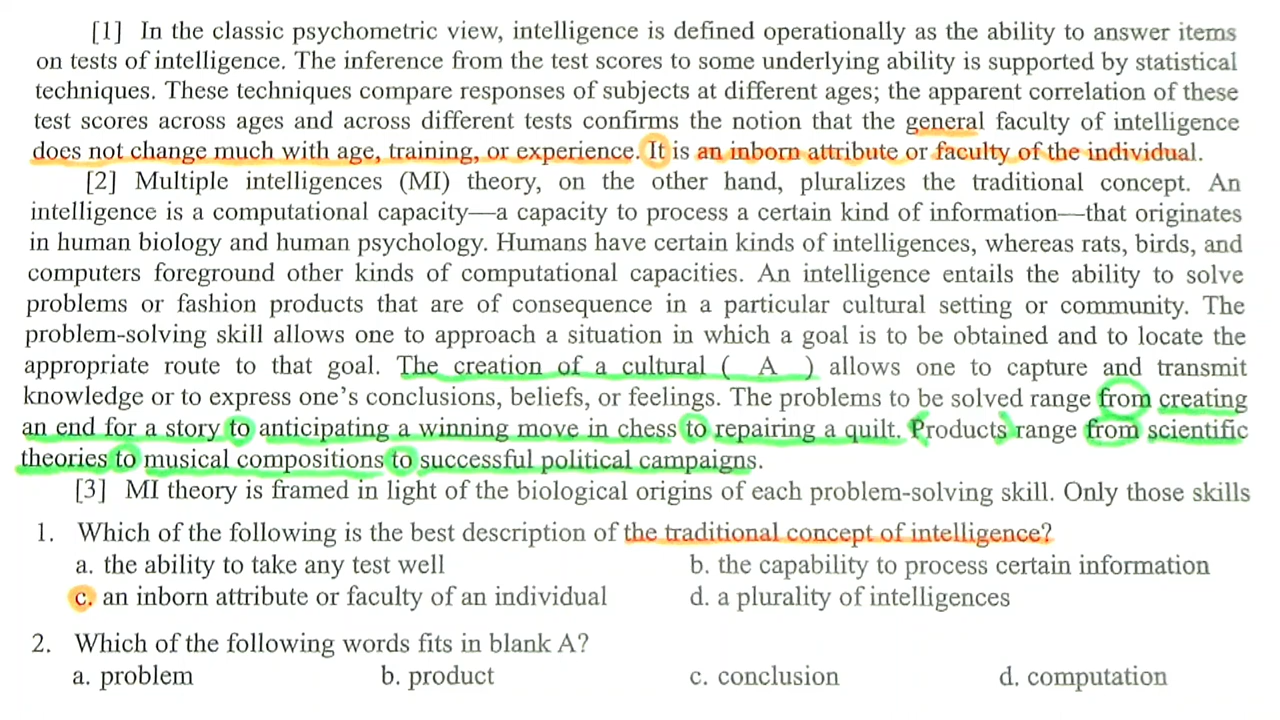 [1] In the classic psychometric view, intelligence is defined operationally as the ability to answer items
on tests of intelligence. The inference from the test scores to some underlying ability is supported by statistical
techniques. These techniques compare responses of subjects at different ages; the apparent correlation of these
test scores across ages and across different tests confirms the notion that the general faculty of intelligence
does not change much with age, training, or experience. It is an inborn attribute or faculty of the individual.
[2] Multiple intelligences (MI) theory, on the other hand, pluralizes the traditional concept. An
intelligence is a computational capacity—a capacity to process a certain kind of information—that originates
in human biology and human psychology. Humans have certain kinds of intelligences, whereas rats, birds, and
computers foreground other kinds of computational capacities. An intelligence entails the ability to solve
problems or fashion products that are of consequence in a particular cultural setting or community. The
problem-solving skill allows one to approach a situation in which a goal is to be obtained and to locate the
appropriate route to that goal. The creation of a cultural ( A ) allows one to capture and transmit
knowledge or to express one's conclusions, beliefs, or feelings. The problems to be solved range from creating
an end for a story to anticipating a winning move in chess to repairing a quilt. Products range from scientific
theories to musical compositions to successful political campaigns.
[3] MI theory is framed in light of the biological origins of each problem-solving skill. Only those skills
1. Which of the following is the best description of the traditional concept of intelligence?
a. the ability to take any test well b. the capability to process certain information
c. an inborn attribute or faculty of an individual d. a plurality of intelligences
2. Which of the following words fits in blank A?
a. problem b. product c. conclusion d. computation